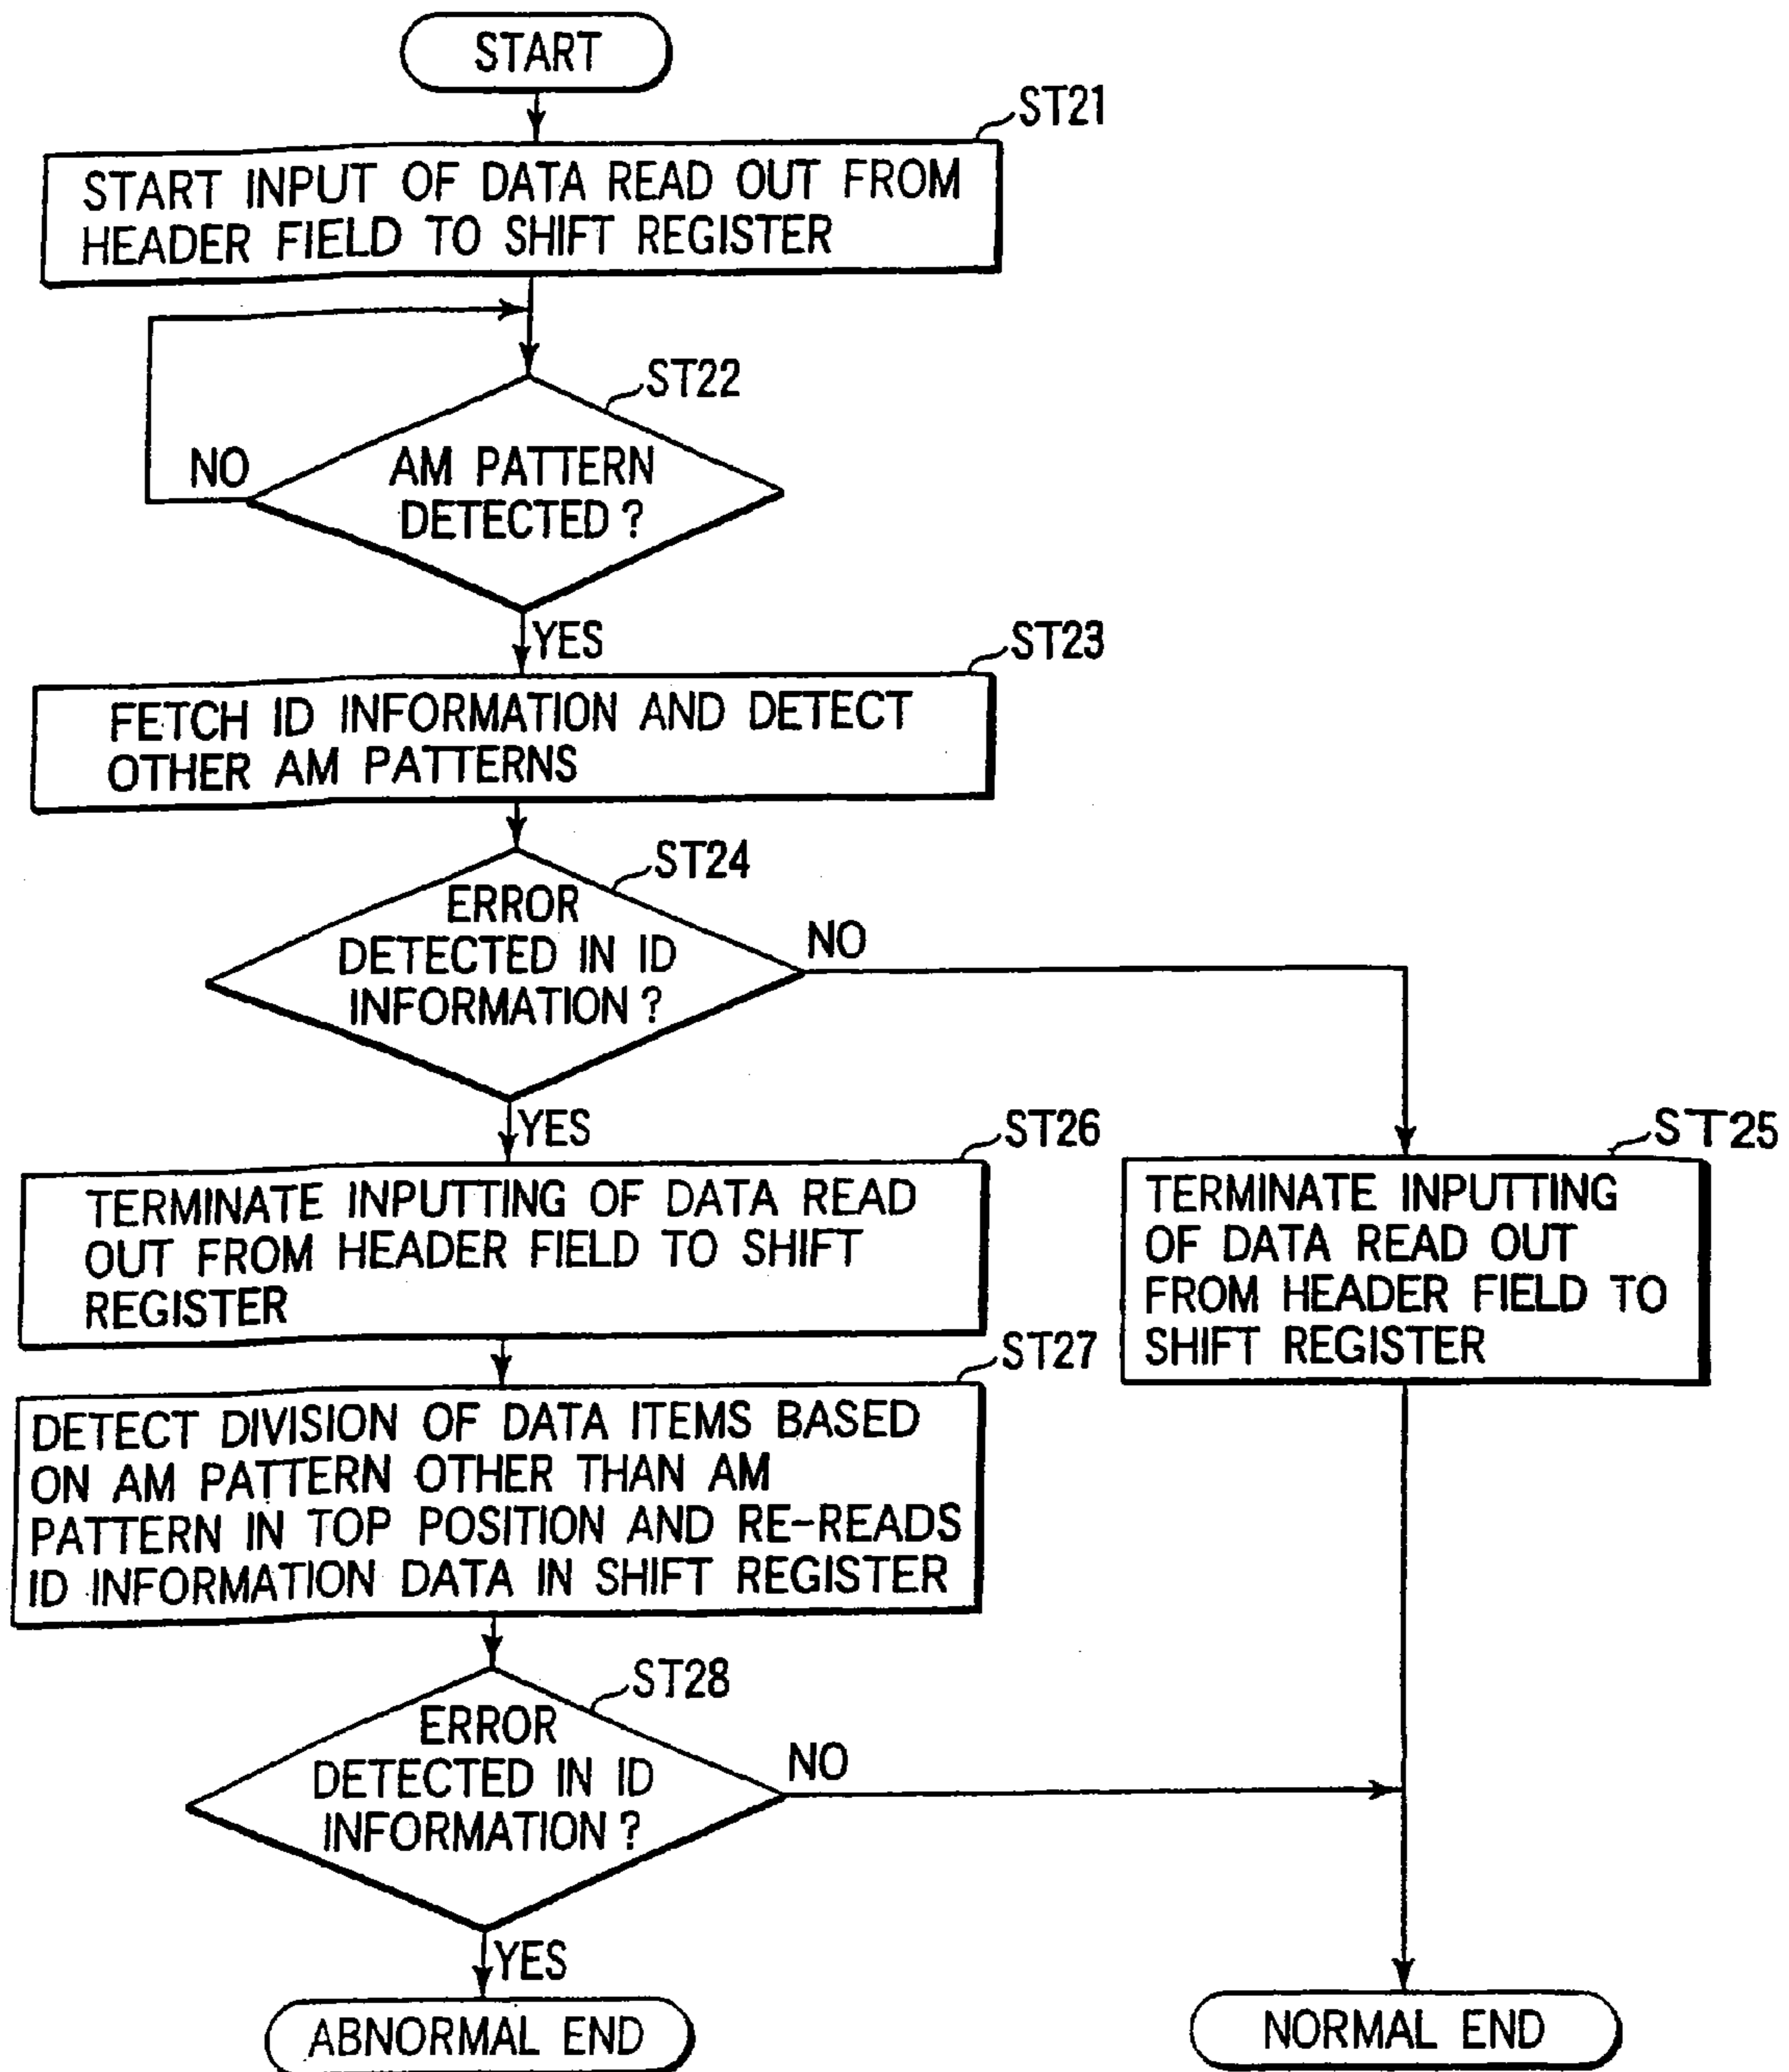 START
ST21
START INPUT OF DATA READ OUT FROM
HEADER FIELD TO SHIFT REGISTER
ST22
NO
AM PATTERN
DETECTED?
YES
ST23
FETCH ID INFORMATION AND DETECT
OTHER AM PATTERNS
ST24
ERROR
DETECTED IN ID
INFORMATION?
NO
YES
ST26
TERMINATE INPUTTING OF DATA READ
OUT FROM HEADER FIELD TO SHIFT
REGISTER
ST25
TERMINATE INPUTTING
OF DATA READ OUT
FROM HEADER FIELD TO
SHIFT REGISTER
ST27
DETECT DIVISION OF DATA ITEMS BASED
ON AM PATTERN OTHER THAN AM
PATTERN IN TOP POSITION AND RE-READS
ID INFORMATION DATA IN SHIFT REGISTER
ST28
ERROR
DETECTED IN ID
INFORMATION?
NO
YES
ABNORMAL END
NORMAL END